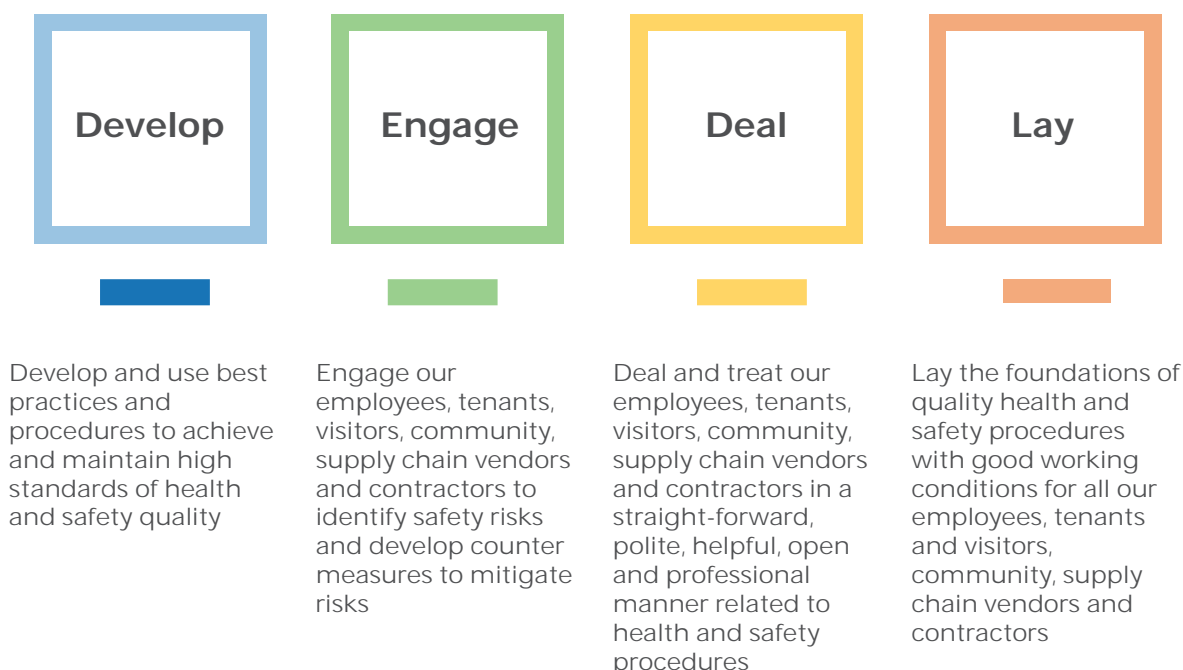 Develop
Engage
Deal
Lay
Develop and use best
practices and
procedures to achieve
and maintain high
standards of health
and safety quality
Engage our
employees, tenants,
visitors, community,
supply chain vendors
and contractors to
identify safety risks
and develop counter
measures to mitigate
risks
Deal and treat our
employees, tenants,
visitors, community,
supply chain vendors
and contractors in a
straight-forward,
polite, helpful, open
and professional
manner related to
health and safety
procedures
Lay the foundations of
quality health and
safety procedures
with good working
conditions for all our
employees, tenants
and visitors,
community, supply
chain vendors and
contractors